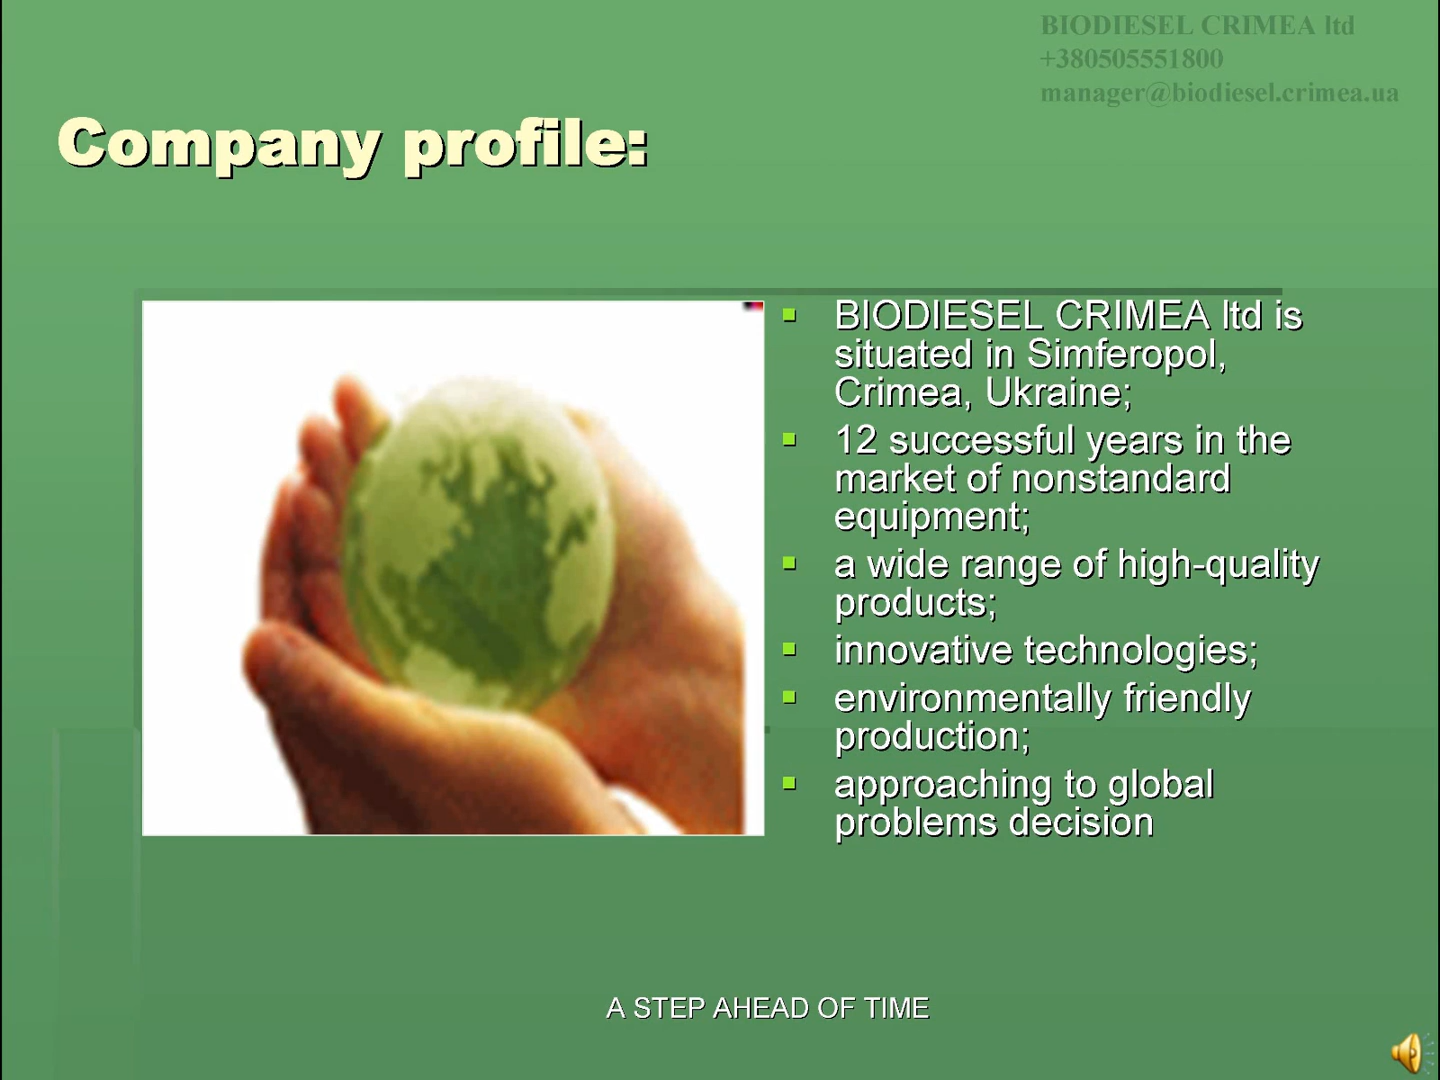 BIODIESEL CRIMEA ltd
+380505551800
manager@biodiesel.crimea.ua
Company profile:
BIODIESEL CRIMEA ltd is
situated in Simferopol,
Crimea, Ukraine;
12 successful years in the
market of nonstandard
equipment;
a wide range of high-quality
products;
innovative technologies;
environmentally friendly
production;
approaching to global
problems decision
A STEP AHEAD OF TIME